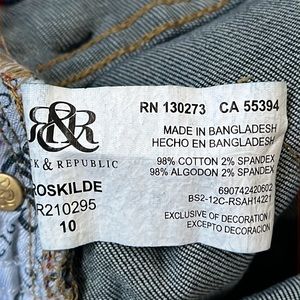 R&R
RN 130273 CA 55394
K & REPUBLIC
MADE IN BANGLADESH
HECHO EN BANGLADESH
98% COTTON 2% SPANDEX
98% ALGODON 2% SPANDEX
ROSKILDE
R210295
10
690742420602
BS2-12C-RSAH14221
EXCLUSIVE OF DECORATION /
EXCEPTO DECORACION